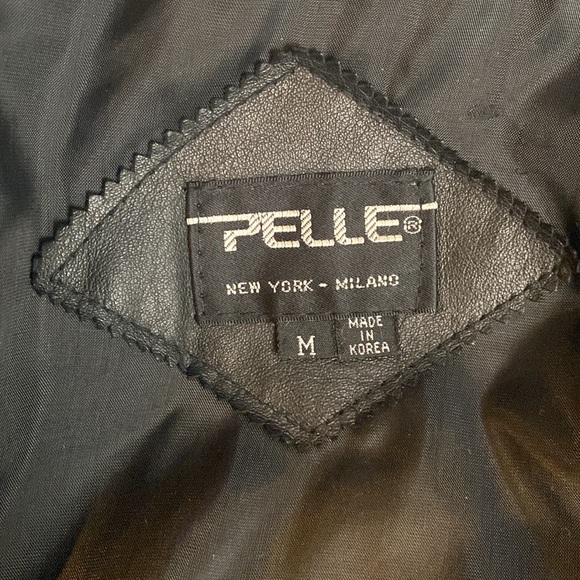 PELLE®
NEW YORK - MILANO
M
MADE
IN
KOREA